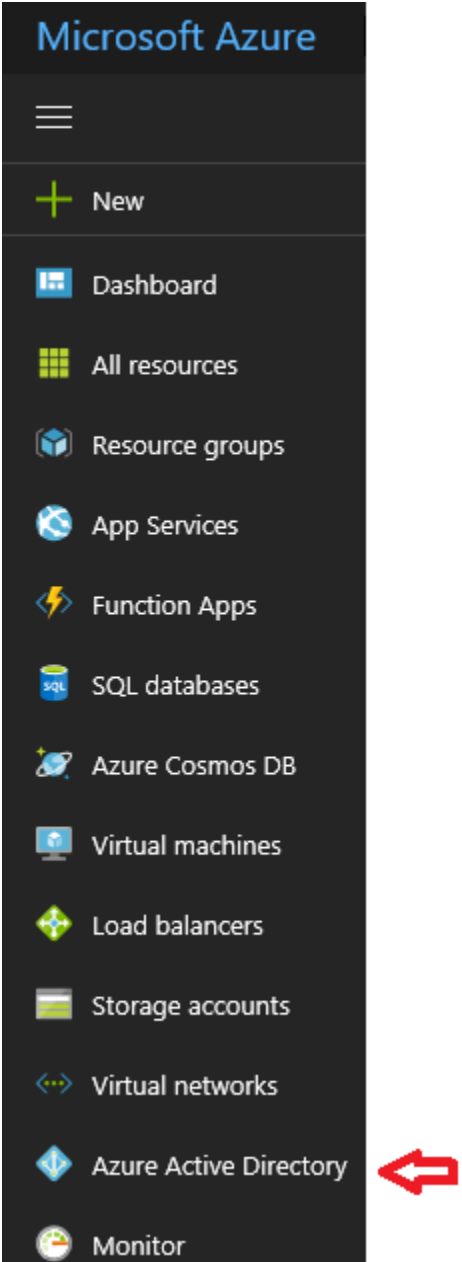 Microsoft Azure
New
Dashboard
All resources
Resource groups
App Services
Function Apps
SQL databases
Azure Cosmos DB
Virtual machines
Load balancers
Storage accounts
Virtual networks
Azure Active Directory
Monitor